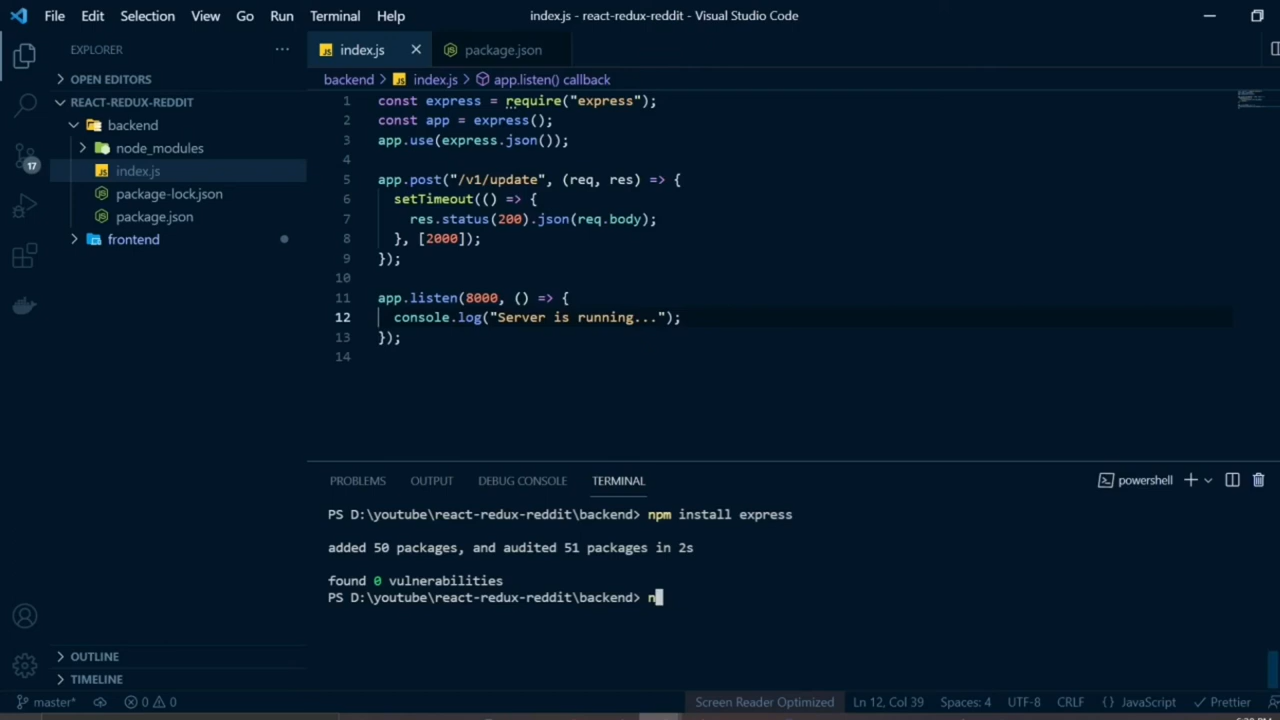 File Edit Selection View Go Run Terminal Help index.js - react-redux-reddit - Visual Studio Code
EXPLORER ...
OPEN EDITORS
REACT-REDUX-REDDIT
backend
node_modules
JS index.js
package-lock.json
package.json
frontend
17
OUTLINE
TIMELINE
JS index.js package.json
backend > JS index.js > app.listen() callback
1 const express = require("express");
2 const app = express();
3 app.use(express.json());
4
5 app.post("/v1/update", (req, res) => {
6 setTimeout(() => {
7 res.status(200).json(req.body);
8 }, [2000]);
9 });
10
11 app.listen(8000, () => {
12 console.log("Server is running...");
13 });
14
PROBLEMS OUTPUT DEBUG CONSOLE TERMINAL powershell
PS D:\youtube\react-redux-reddit\backend> npm install express
added 50 packages, and audited 51 packages in 2s
found 0 vulnerabilities
PS D:\youtube\react-redux-reddit\backend> n
master* 0 0 Screen Reader Optimized Ln 12, Col 39 Spaces: 4 UTF-8 CRLF {} JavaScript Prettier